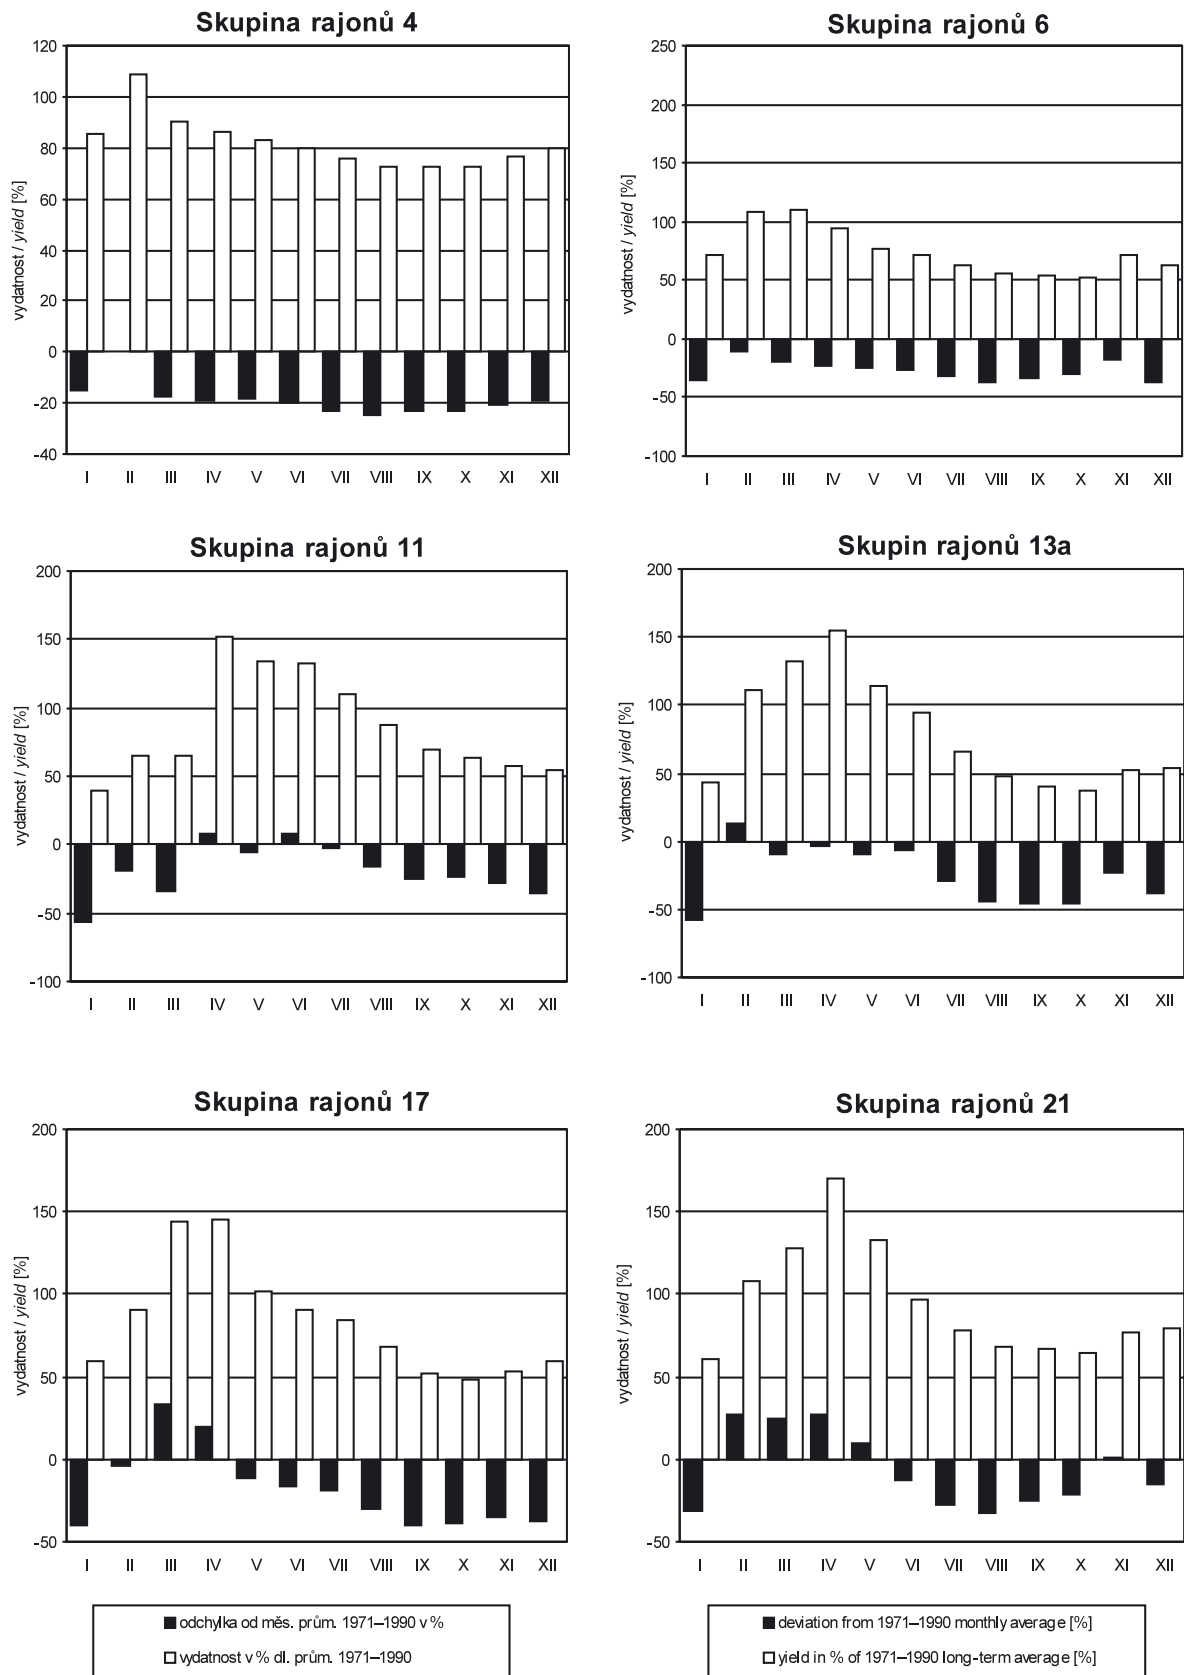 Skupina rajonů 4
vydatnost / yield [%]
120
100
80
60
40
20
0
-20
-40
I II III IV V VI VII VIII IX X XI XII
Skupina rajonů 6
vydatnost / yield [%]
250
200
150
100
50
0
-50
-100
I II III IV V VI VII VIII IX X XI XII
Skupina rajonů 11
vydatnost / yield [%]
200
150
100
50
0
-50
-100
I II III IV V VI VII VIII IX X XI XII
Skupin rajonů 13a
vydatnost / yield [%]
200
150
100
50
0
-50
-100
I II III IV V VI VII VIII IX X XI XII
Skupina rajonů 17
vydatnost / yield [%]
200
150
100
50
0
-50
I II III IV V VI VII VIII IX X XI XII
Skupina rajonů 21
vydatnost / yield [%]
200
150
100
50
0
-50
I II III IV V VI VII VIII IX X XI XII
odchylka od měs. prům. 1971–1990 v %
vydatnost v % dl. prům. 1971–1990
deviation from 1971–1990 monthly average [%]
yield in % of 1971–1990 long-term average [%]